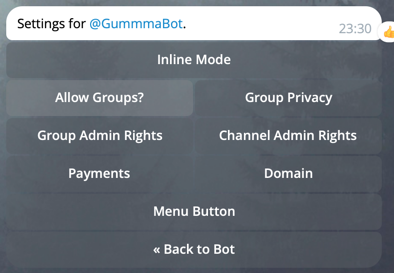 Settings for @GummmaBot.
23:30
Inline Mode
Allow Groups?
Group Privacy
Group Admin Rights
Channel Admin Rights
Payments
Domain
Menu Button
« Back to Bot